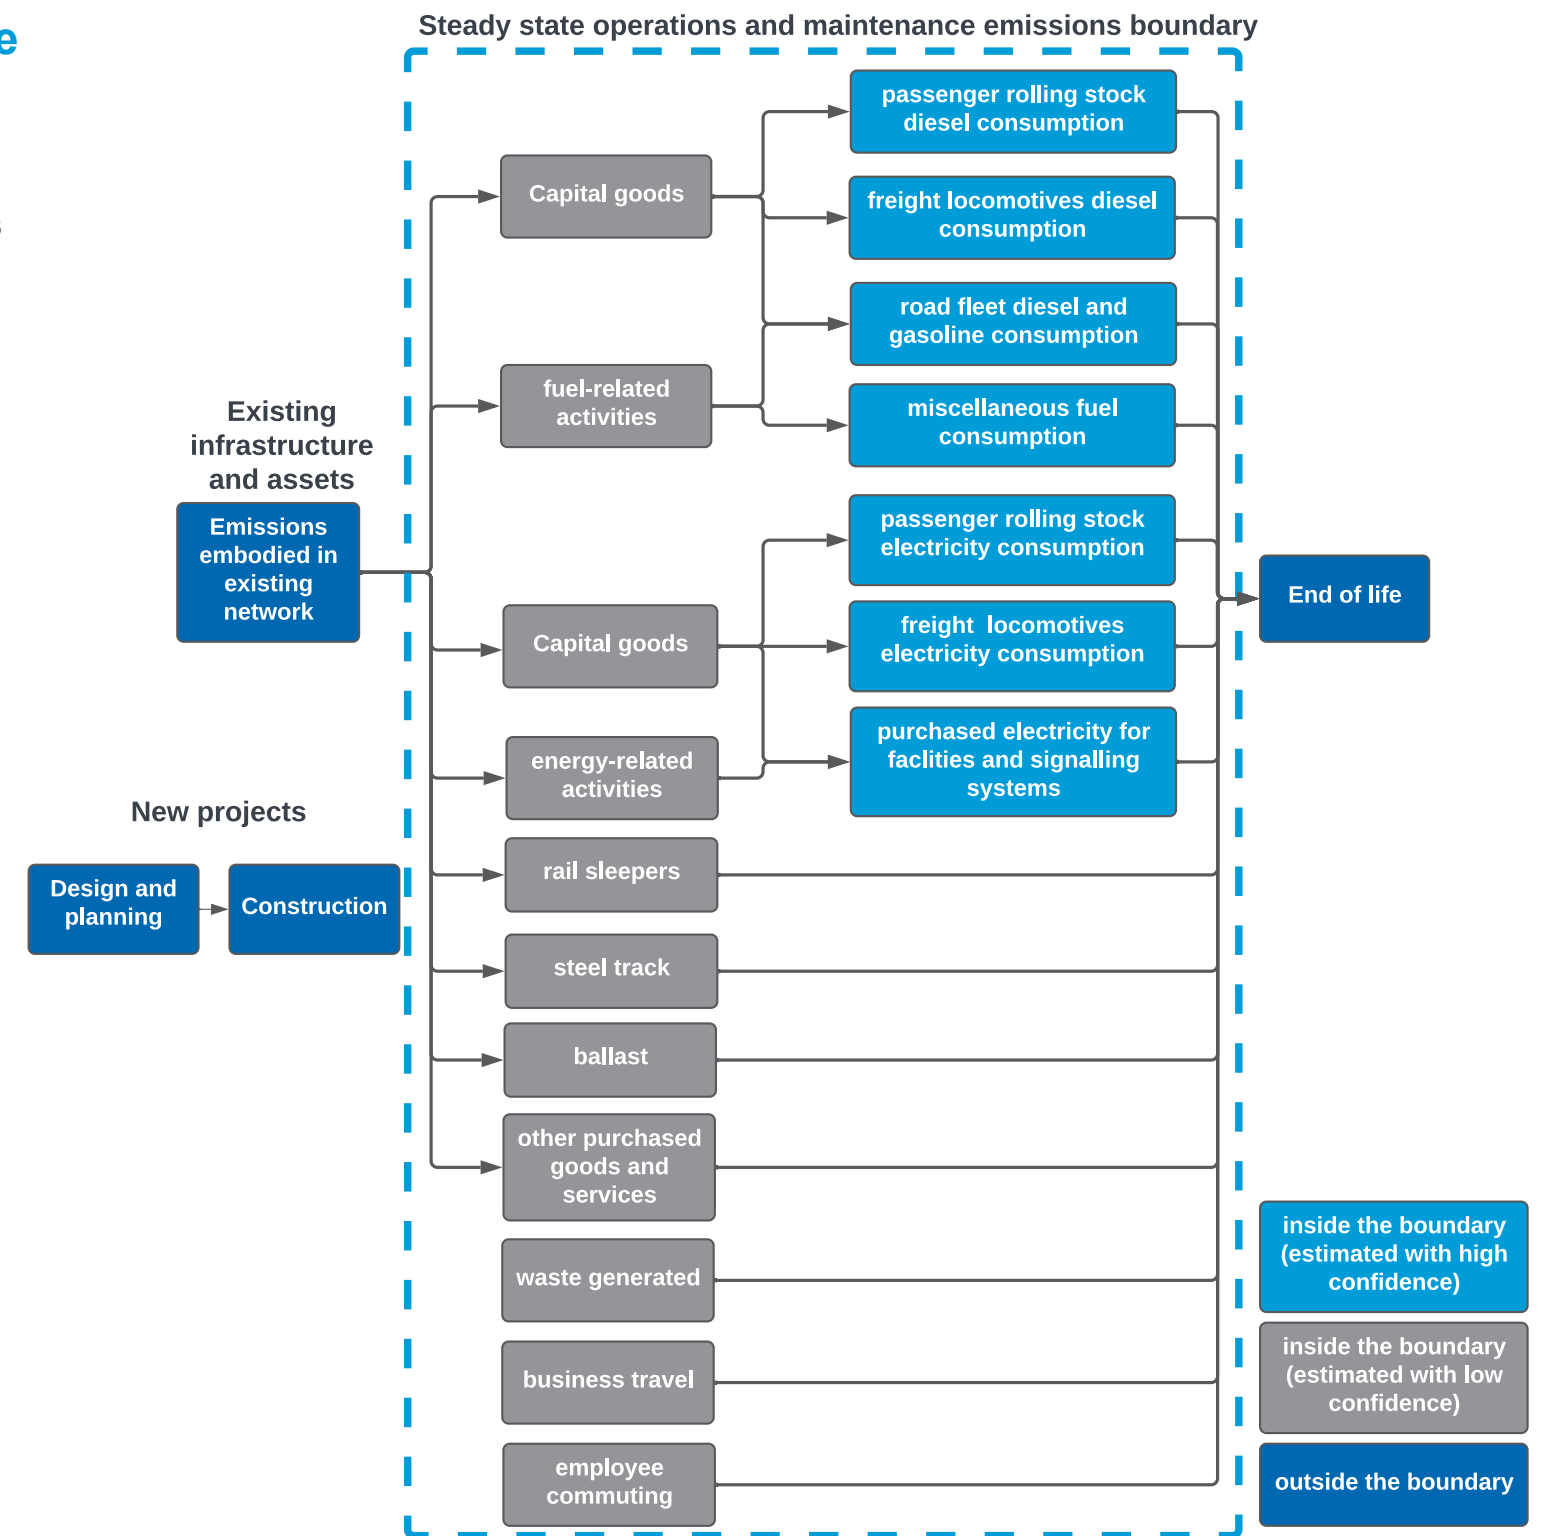 Steady state operations and maintenance emissions boundary
e
s
passenger rolling stock
diesel consumption
Capital goods
freight locomotives diesel
consumption
road fleet diesel and
gasoline consumption
fuel-related
activities
miscellaneous fuel
consumption
Existing
infrastructure
and assets
Emissions
embodied in
existing
network
passenger rolling stock
electricity consumption
Capital goods
freight locomotives
electricity consumption
End of life
energy-related
activities
purchased electricity for
faclities and signalling
systems
New projects
Design and
planning
Construction
rail sleepers
steel track
ballast
other purchased
goods and
services
waste generated
business travel
employee
commuting
inside the boundary
(estimated with high
confidence)
inside the boundary
(estimated with low
confidence)
outside the boundary